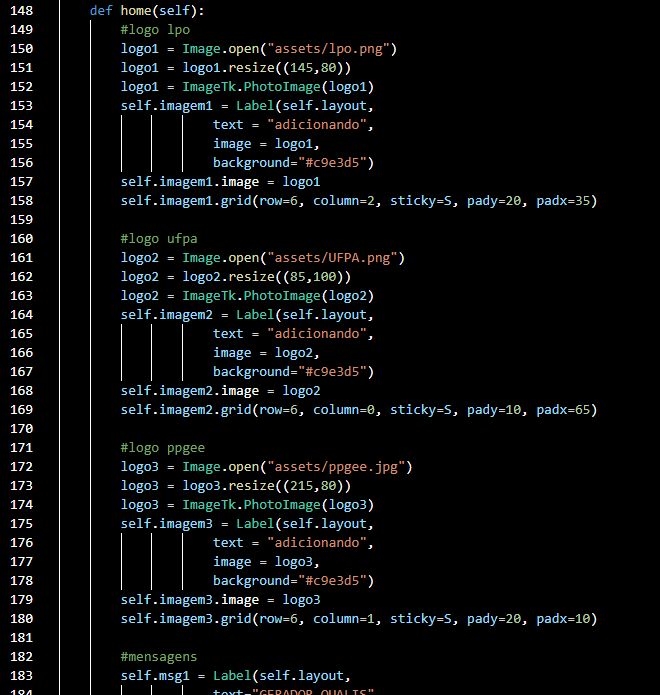 148 def home(self):
149 #logo lpo
150 logo1 = Image.open("assets/lpo.png")
151 logo1 = logo1.resize((145,80))
152 logo1 = ImageTk.PhotoImage(logo1)
153 self.imagem1 = Label(self.layout,
154 text = "adicionando",
155 image = logo1,
156 background="#c9e3d5")
157 self.imagem1.image = logo1
158 self.imagem1.grid(row=6, column=2, sticky=S, pady=20, padx=35)
159
160 #logo ufpa
161 logo2 = Image.open("assets/UFPA.png")
162 logo2 = logo2.resize((85,100))
163 logo2 = ImageTk.PhotoImage(logo2)
164 self.imagem2 = Label(self.layout,
165 text = "adicionando",
166 image = logo2,
167 background="#c9e3d5")
168 self.imagem2.image = logo2
169 self.imagem2.grid(row=6, column=0, sticky=S, pady=10, padx=65)
170
171 #logo ppgee
172 logo3 = Image.open("assets/ppgee.jpg")
173 logo3 = logo3.resize((215,80))
174 logo3 = ImageTk.PhotoImage(logo3)
175 self.imagem3 = Label(self.layout,
176 text = "adicionando",
177 image = logo3,
178 background="#c9e3d5")
179 self.imagem3.image = logo3
180 self.imagem3.grid(row=6, column=1, sticky=S, pady=20, padx=10)
181
182 #mensagens
183 self.msg1 = Label(self.layout,
184 text="GERADOR QUALIS"